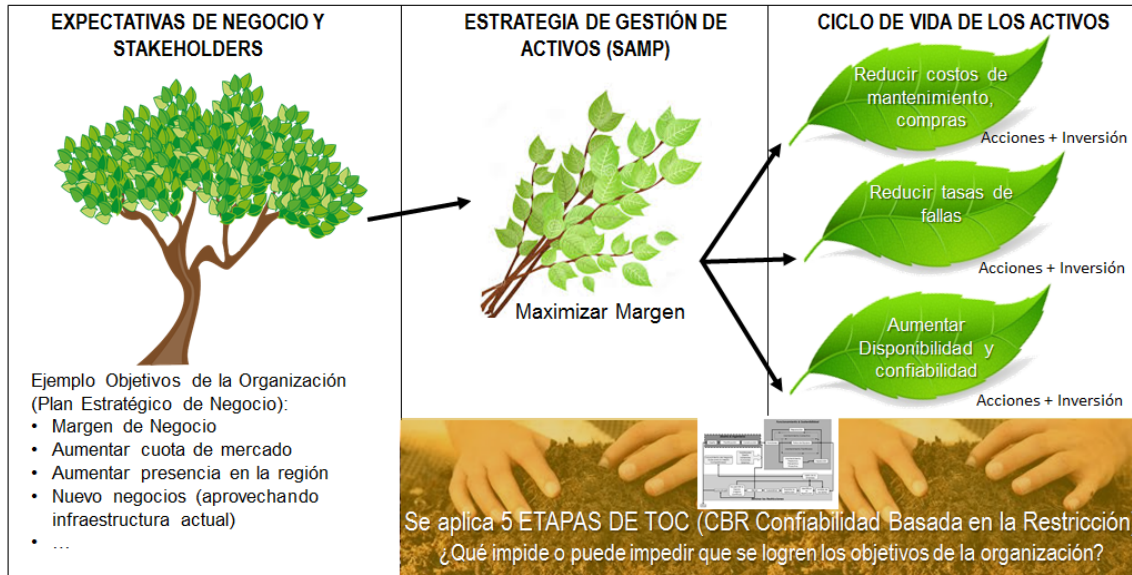 EXPECTATIVAS DE NEGOCIO Y
STAKEHOLDERS
Ejemplo Objetivos de la Organización
(Plan Estratégico de Negocio):
• Margen de Negocio
• Aumentar cuota de mercado
• Aumentar presencia en la región
• Nuevo negocios (aprovechando
infraestructura actual)
• ...
ESTRATEGIA DE GESTIÓN DE
ACTIVOS (SAMP)
Maximizar Margen
CICLO DE VIDA DE LOS ACTIVOS
Reducir costos de
mantenimiento,
compras
Acciones + Inversión
Reducir tasas de
fallas
Acciones + Inversión
Aumentar
Disponibilidad y
confiabilidad
Acciones + Inversión
Se aplica 5 ETAPAS DE TOC (CBR Confiabilidad Basada en la Restricción
¿Qué impide o puede impedir que se logren los objetivos de la organización?